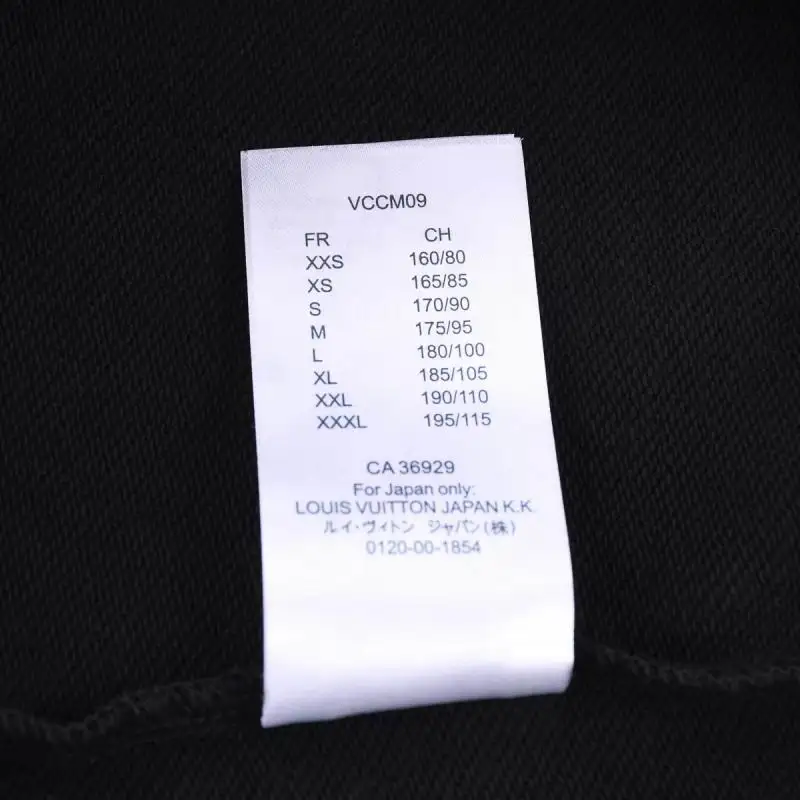 VCCM09
FR CH
XXS 160/80
XS 165/85
S 170/90
M 175/95
L 180/100
XL 185/105
XXL 190/110
XXXL 195/115
CA 36929
For Japan only:
LOUIS VUITTON JAPAN K.K.
ルイ・ヴィトン ジャパン(株)
0120-00-1854